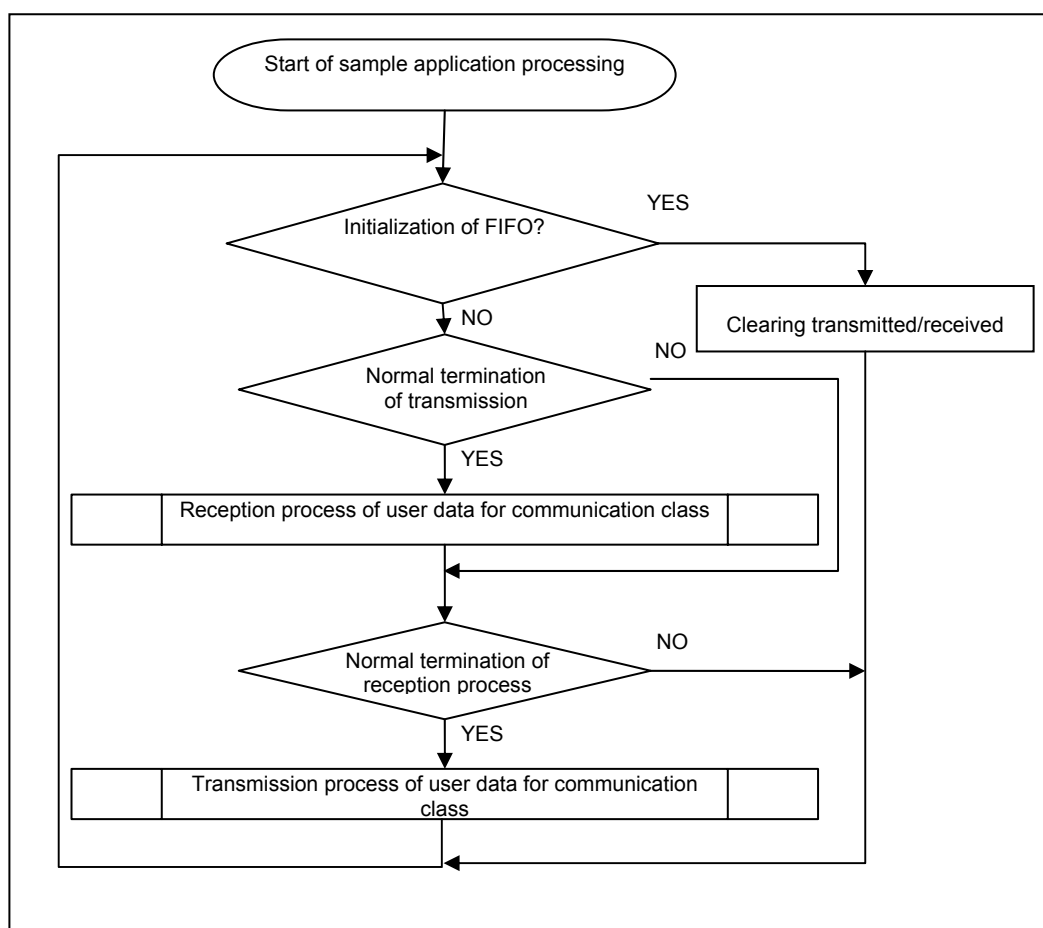 Start of sample application processing
YES
Initialization of FIFO?
Clearing transmitted/received
NO
NO
Normal termination
of transmission
YES
Reception process of user data for communication class
NO
Normal termination of
reception process
YES
Transmission process of user data for communication
class